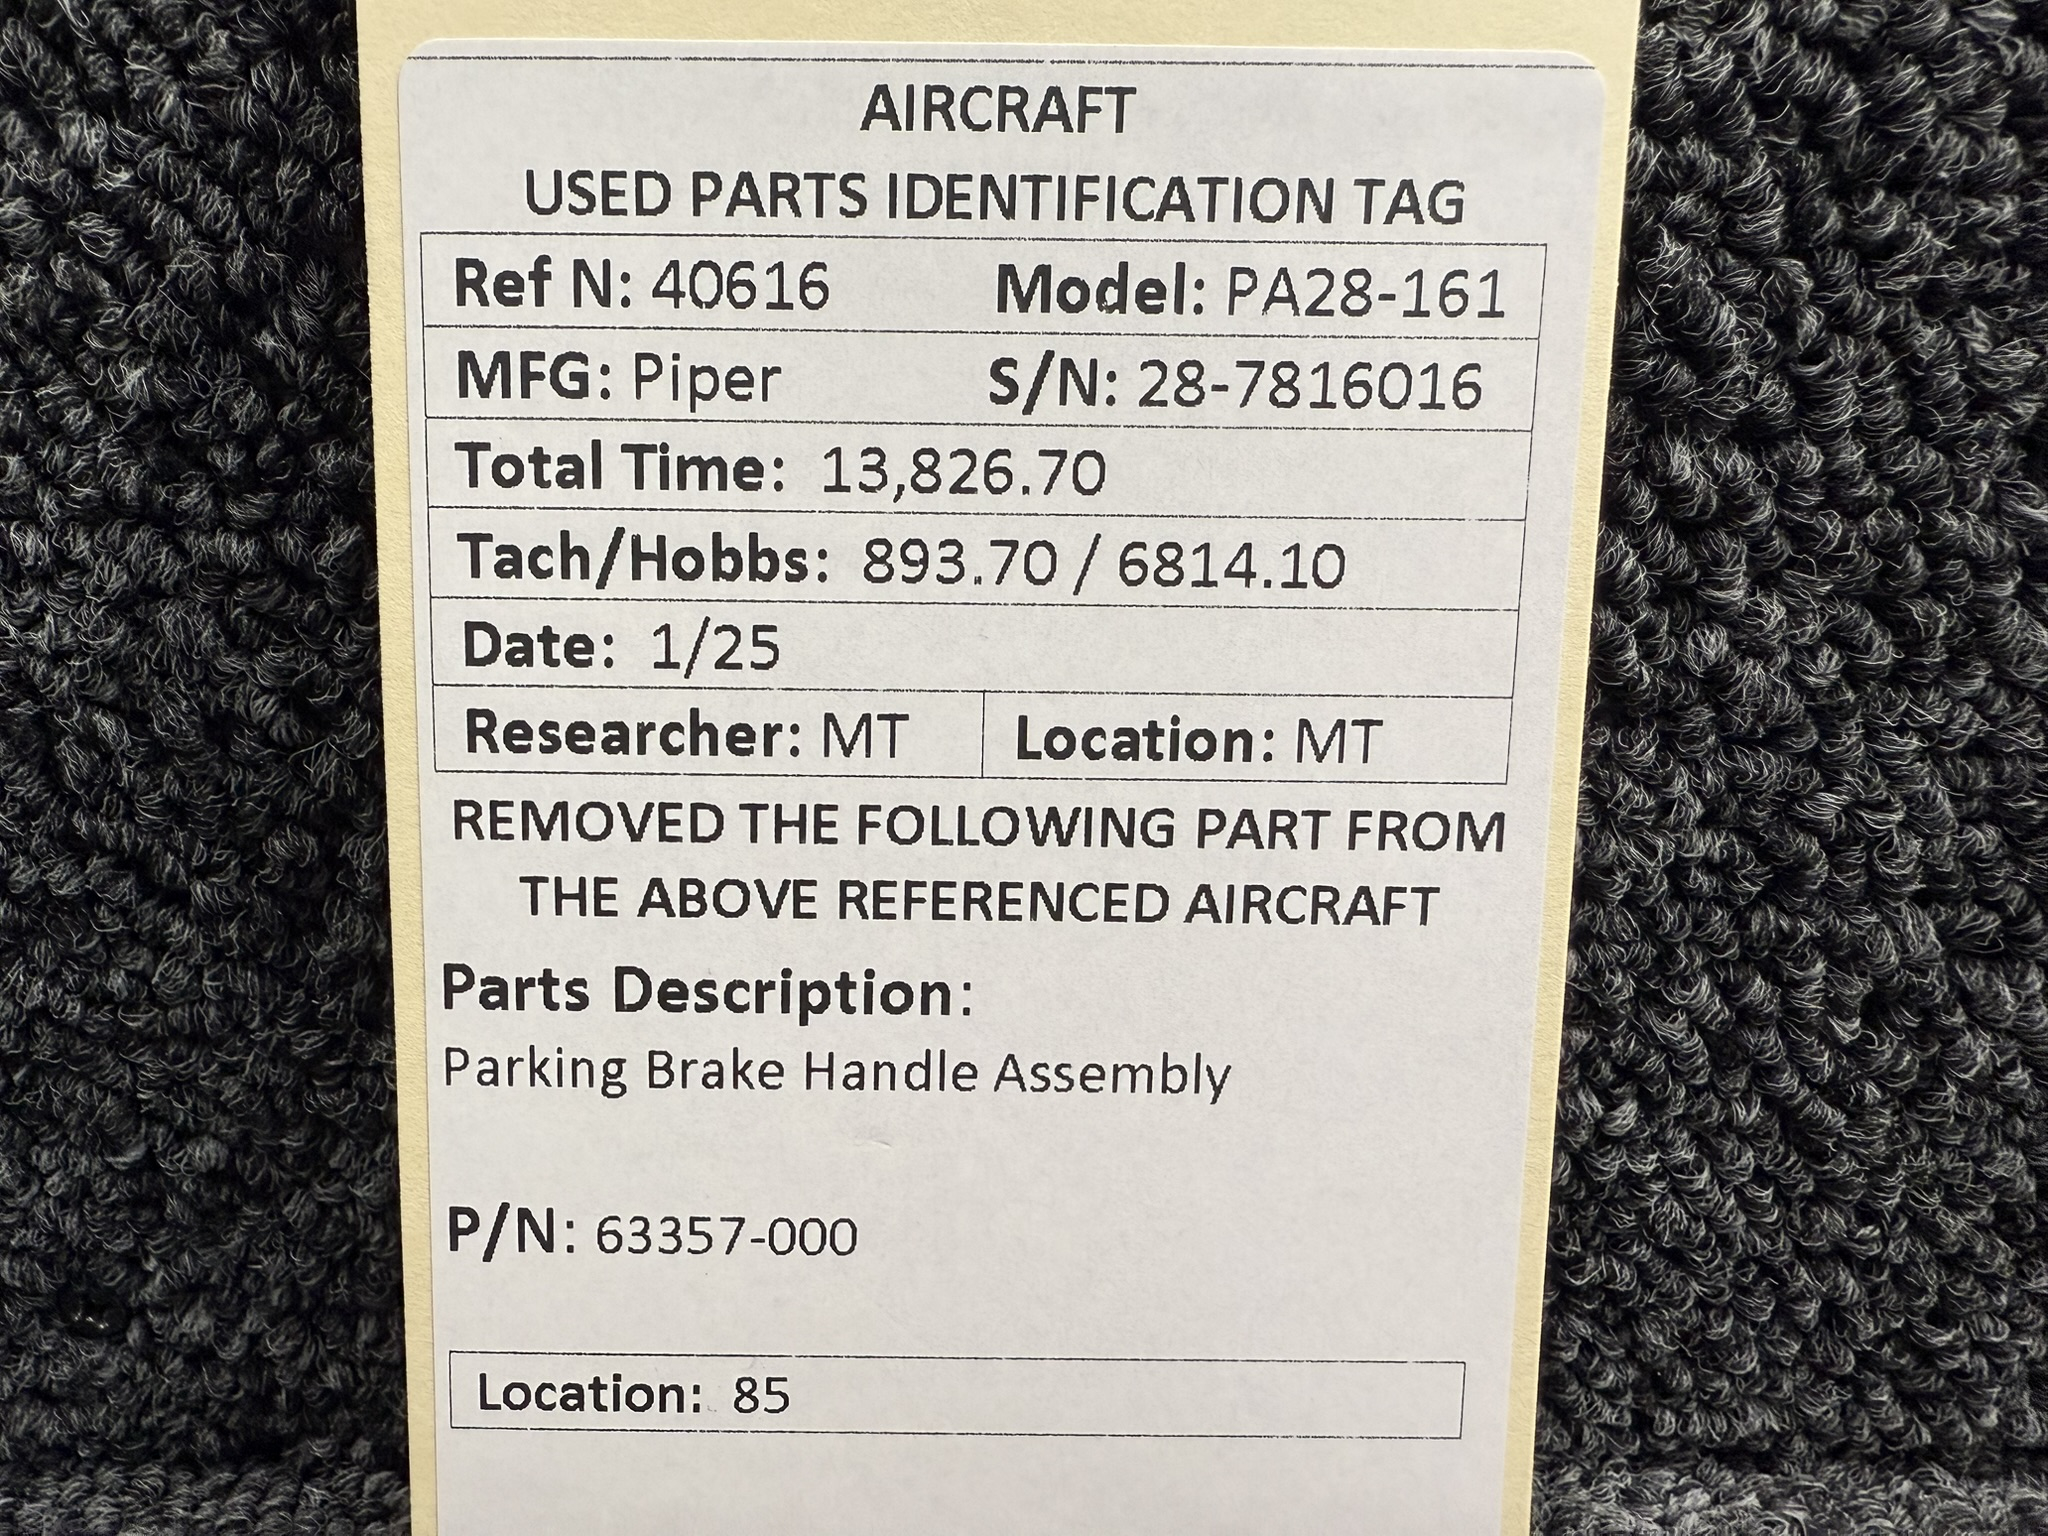 AIRCRAFT
USED PARTS IDENTIFICATION TAG
Ref N: 40616 Model: PA28-161
MFG: Piper S/N: 28-7816016
Total Time: 13,826.70
Tach/Hobbs: 893.70 / 6814.10
Date: 1/25
Researcher: MT Location: MT
REMOVED THE FOLLOWING PART FROM
THE ABOVE REFERENCED AIRCRAFT
Parts Description:
Parking Brake Handle Assembly
P/N: 63357-000
Location: 85